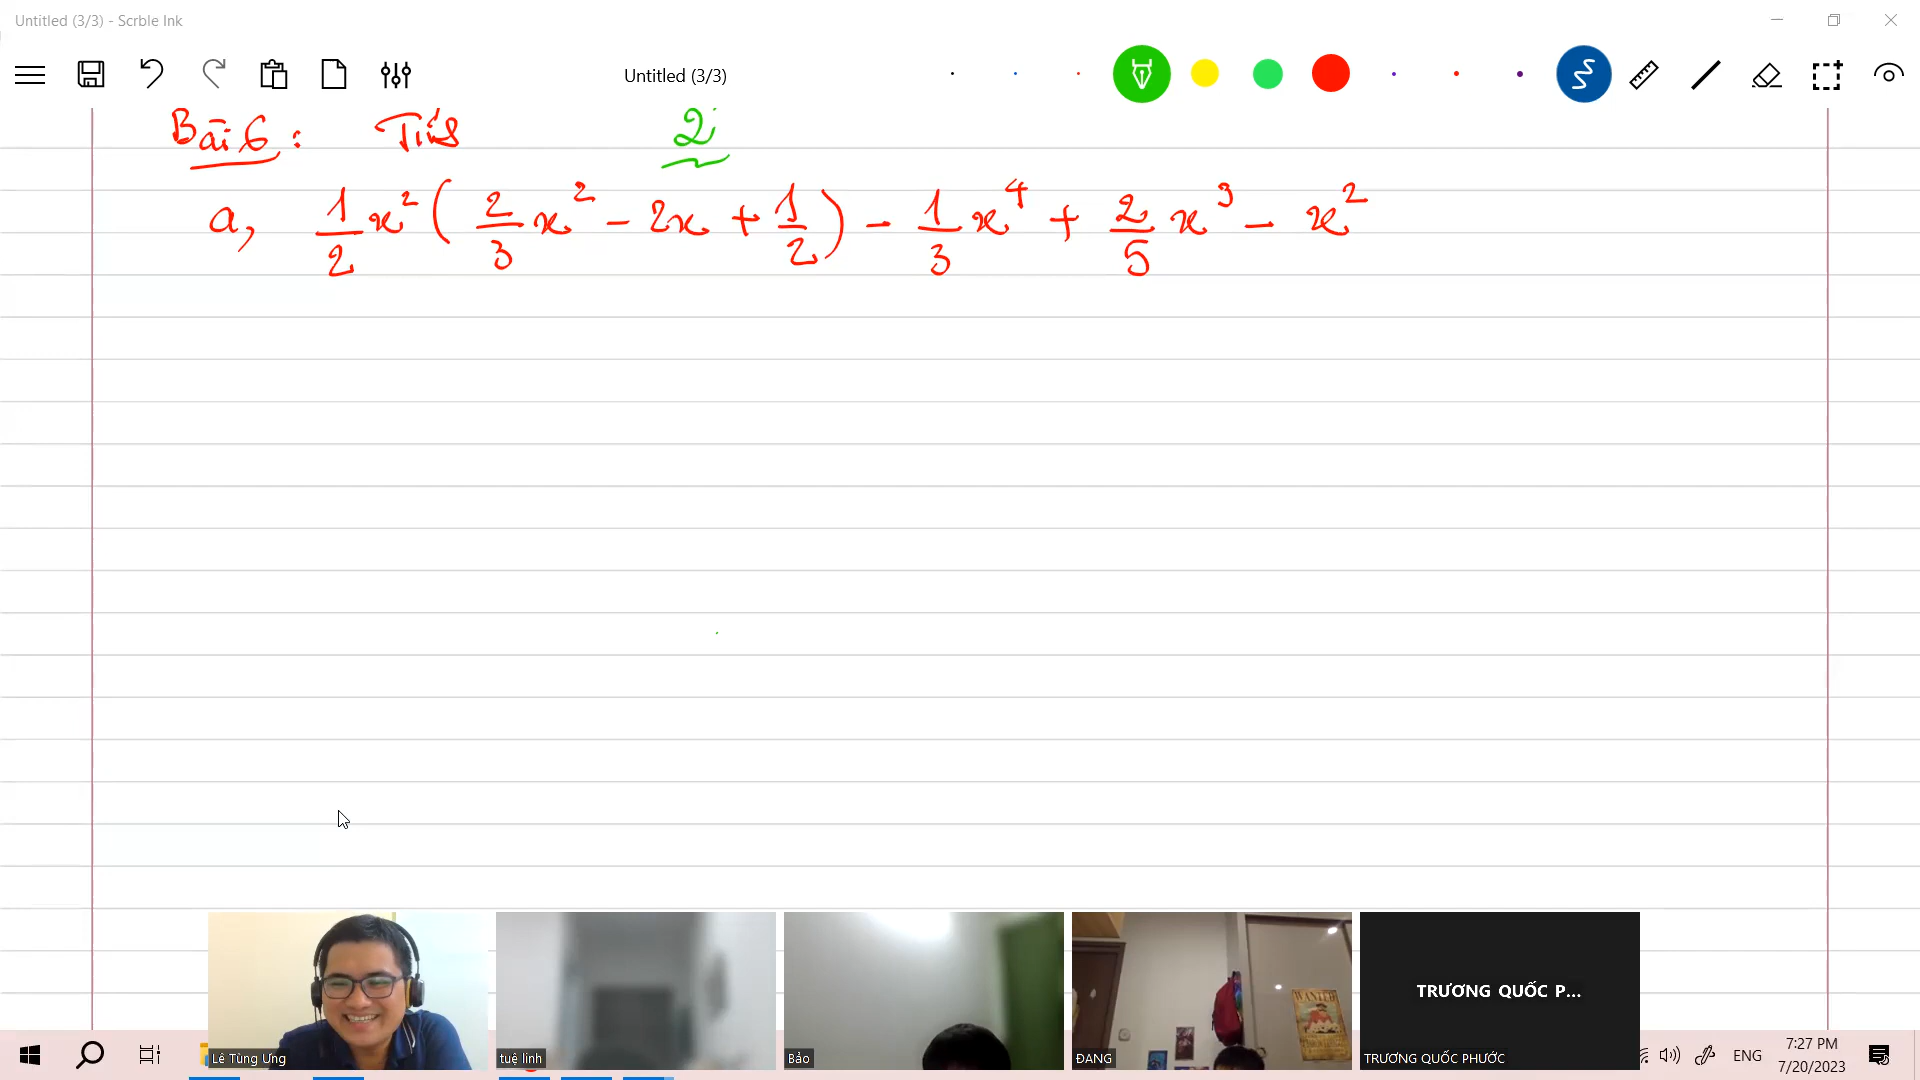 Untitled (3/3) - Scrble Ink
Untitled (3/3)
Bài 6 : Tính 2
a, 1/2 x² ( 2/3 x² - 2x + 1/2 ) - 1/3 x⁴ + 2/5 x³ - x²
WANTED
TRƯƠNG QUỐC P...
Lê Tùng Ưng
tuệ linh
Bảo
ĐANG
TRƯƠNG QUỐC PHƯỚC
ENG
7:27 PM
7/20/2023